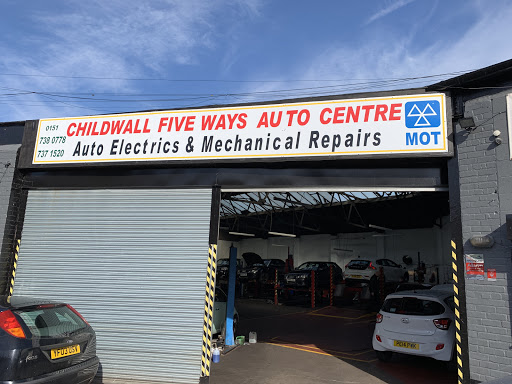 0151
738 0778
737 1520
CHILDWALL FIVE WAYS AUTO CENTRE
Auto Electrics & Mechanical Repairs
MOT